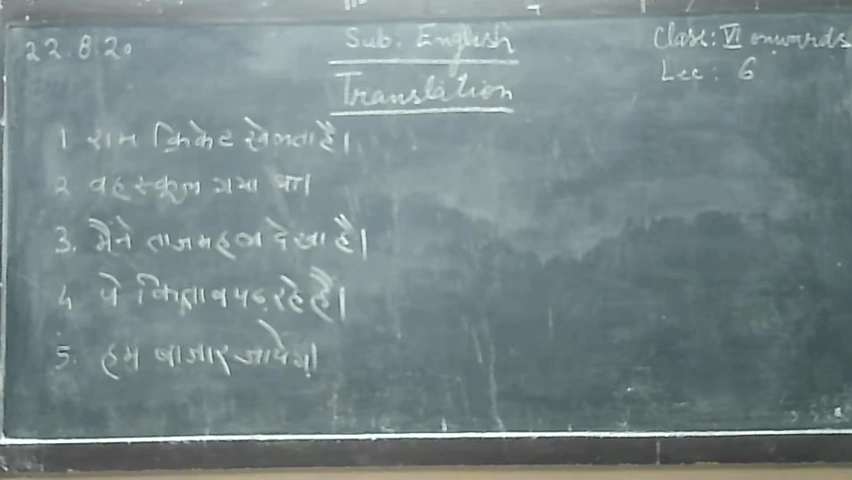 22.8.20
Sub. English
Class: VI onwards
Lec: 6
Translation
1 राम क्रिकेट खेलता है।
2 वह स्कूल गया था।
3. मैंने ताजमहल देखा है।
4 वे किताब पढ़ रहे हैं।
5. हम बाजार जायेंगे।